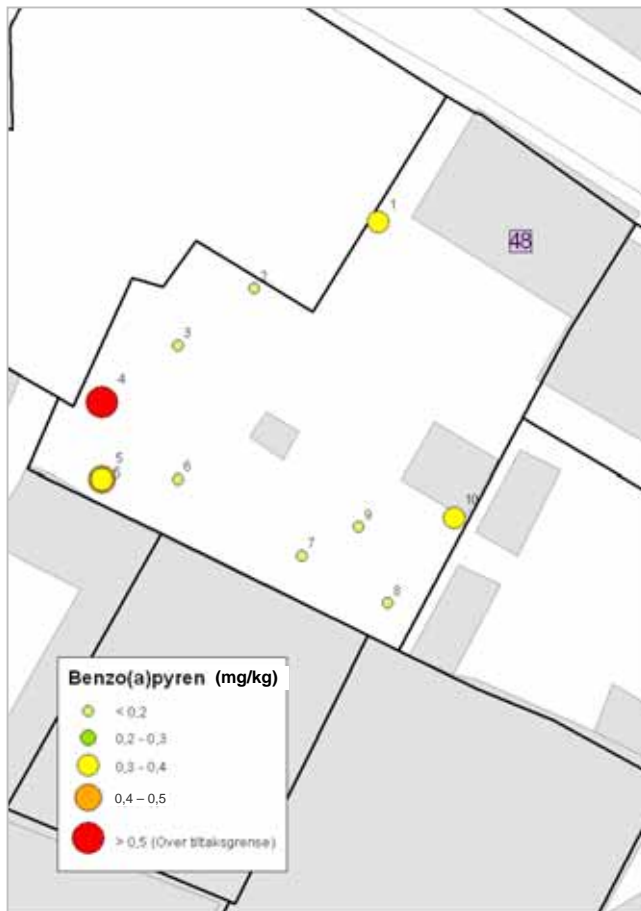 1
48
2
3
4
5
5
6
10
9
7
8
Benzo(a)pyren (mg/kg)
< 0,2
0,2 - 0,3
0,3 - 0,4
0,4 – 0,5
> 0,5 (Over tiltaksgrense)